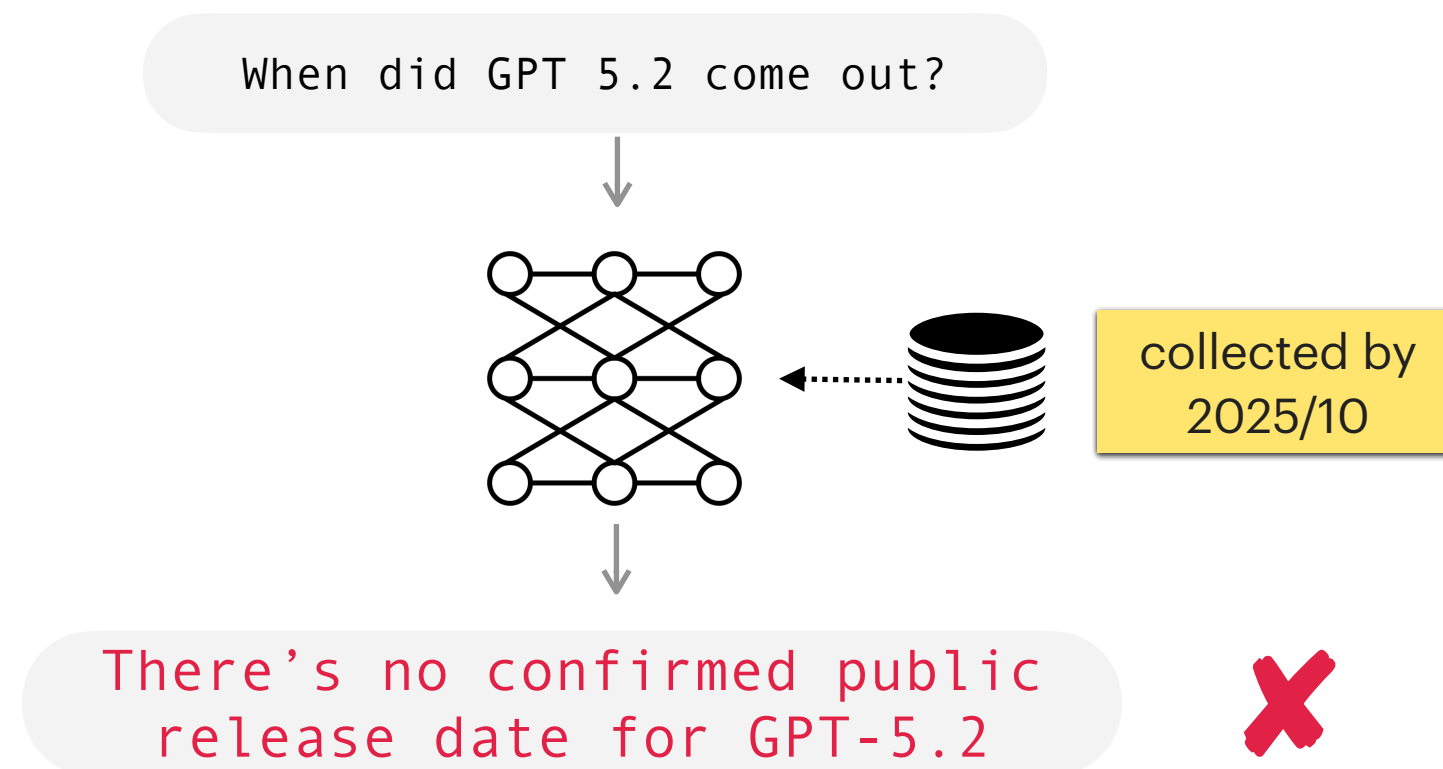 When did GPT 5.2 come out?
collected by
2025/10
There’s no confirmed public
release date for GPT-5.2